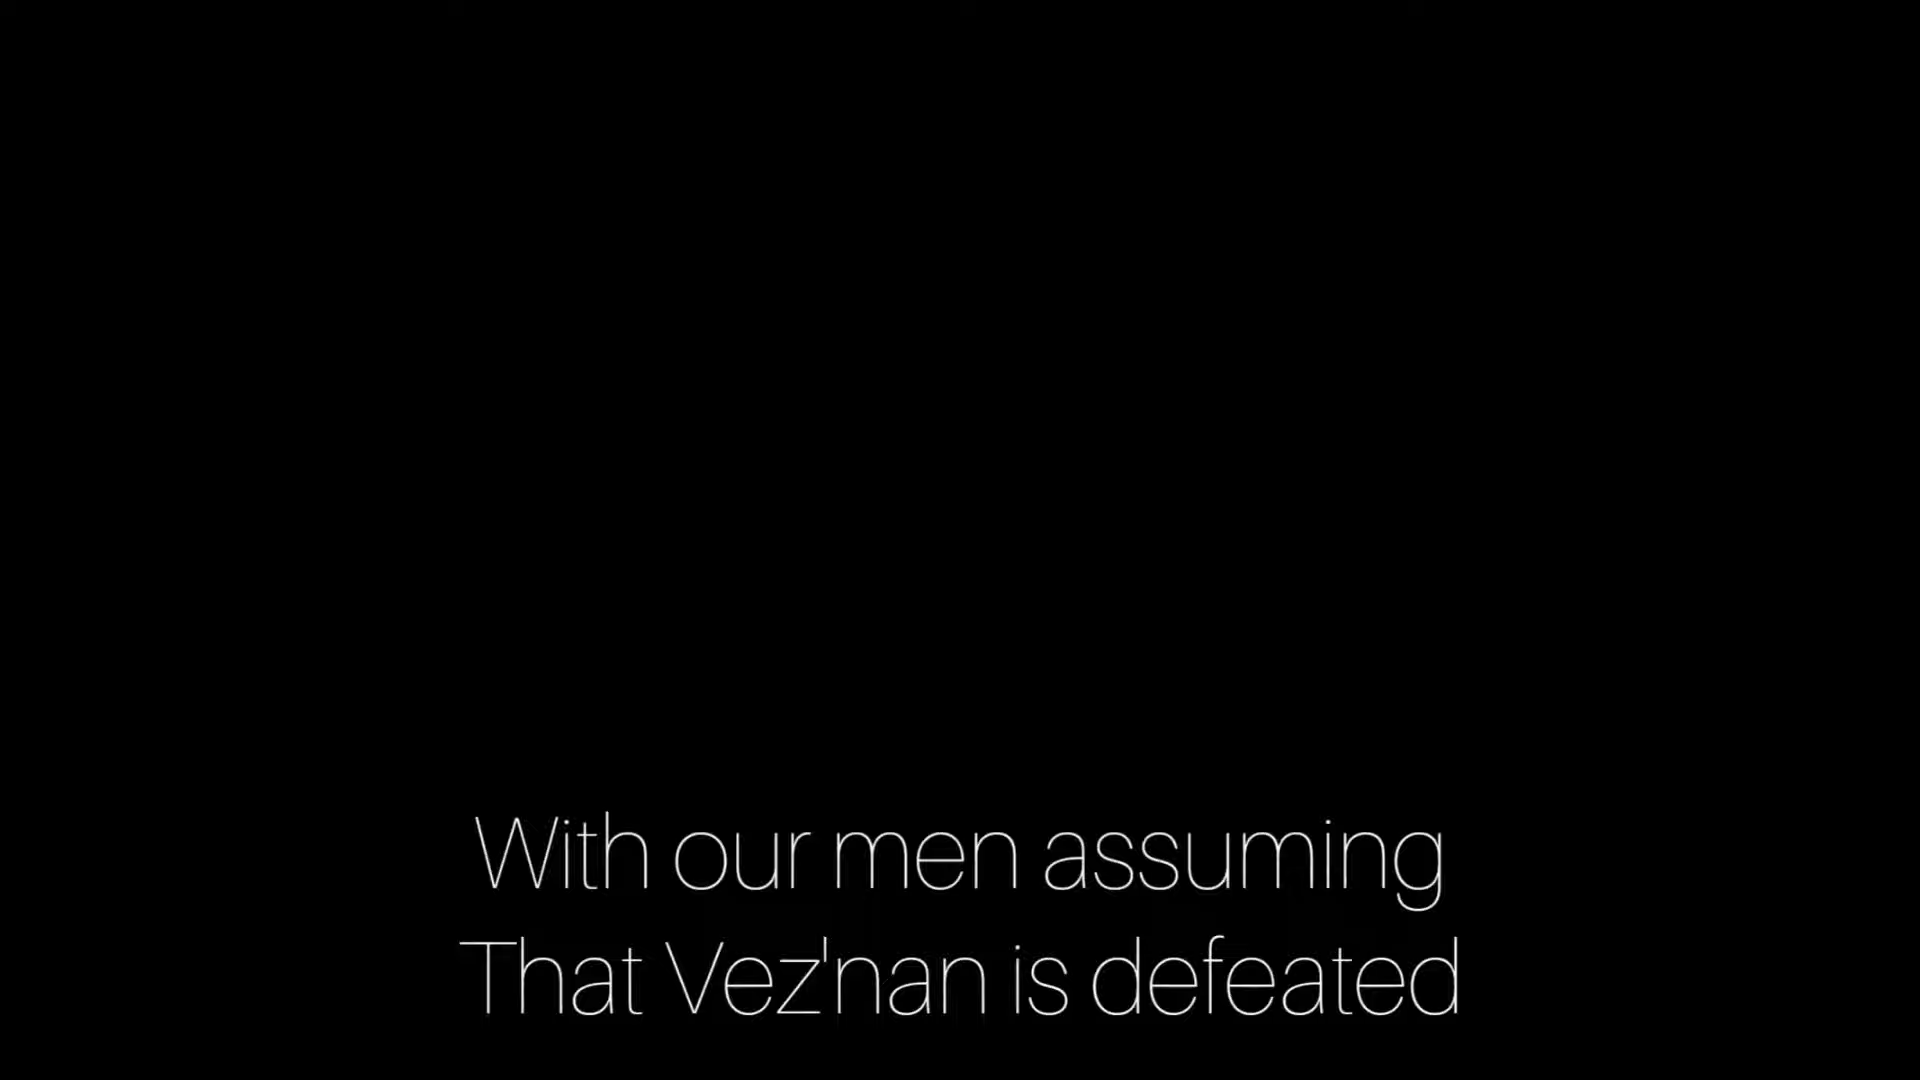 With our men assuming
That Vez'nan is defeated